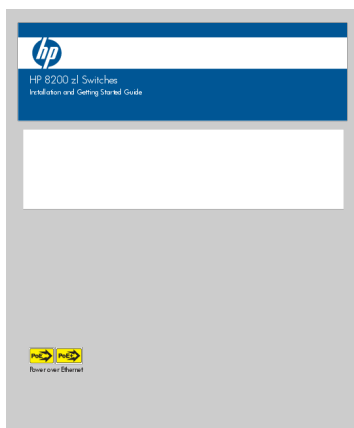 hp
HP 8200 zl Switches
Installation and Getting Started Guide
PoE PoE+
Power over Ethernet